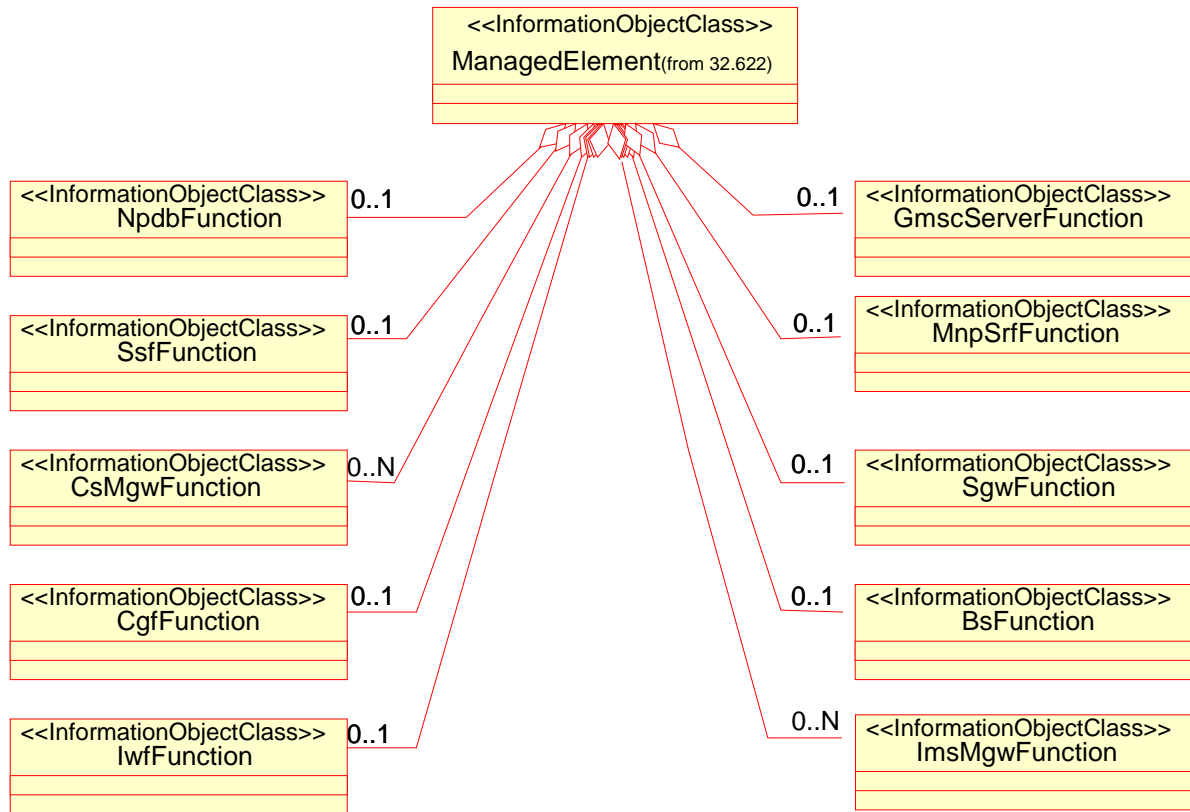 <<InformationObjectClass>>
ManagedElement(from 32.622)
<<InformationObjectClass>>
NpdbFunction
0..1
0..1
<<InformationObjectClass>>
GmscServerFunction
<<InformationObjectClass>>
SsfFunction
0..1
0..1
<<InformationObjectClass>>
MnpSrfFunction
<<InformationObjectClass>>
CsMgwFunction
0..N
0..1
<<InformationObjectClass>>
SgwFunction
<<InformationObjectClass>>
CgfFunction
0..1
0..1
<<InformationObjectClass>>
BsFunction
<<InformationObjectClass>>
IwfFunction
0..1
0..N
<<InformationObjectClass>>
ImsMgwFunction